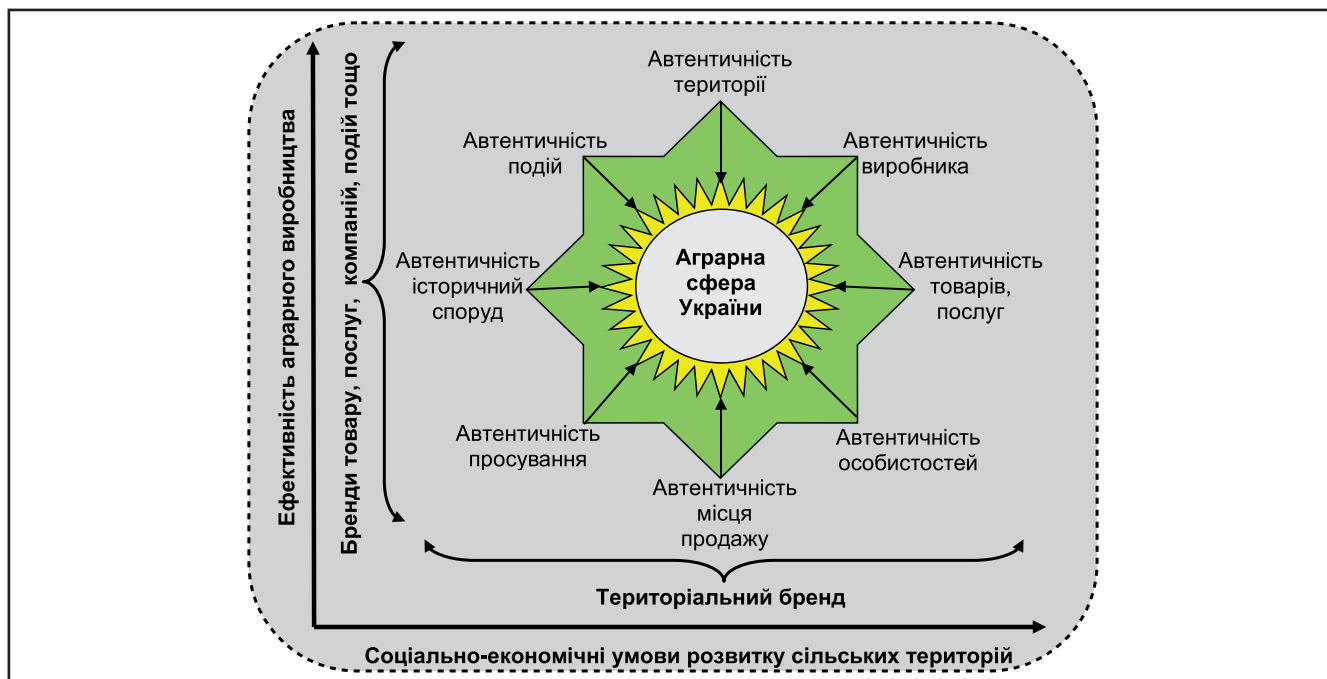 Ефективність аграрного виробництва
Бренди товару, послуг, компаній, подій тощо
Автентичність
території
Автентичність
подій
Автентичність
виробника
Автентичність
історичний
споруд
Аграрна
сфера
України
Автентичність
товарів,
послуг
Автентичність
просування
Автентичність
особистостей
Автентичність
місця
продажу
Територіальний бренд
Соціально-економічні умови розвитку сільських територій